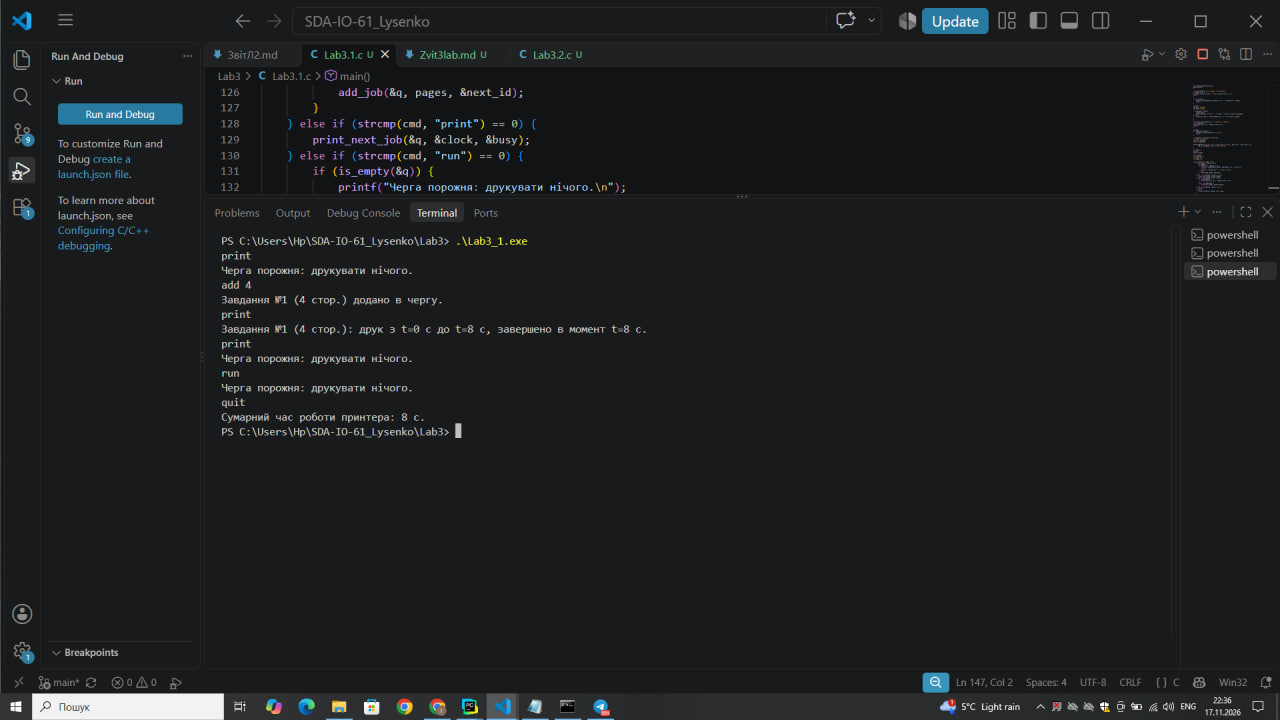 SDA-IO-61_Lysenko
Update
Run And Debug
Run
Run and Debug
To customize Run and
Debug create a
launch.json file.
To learn more about
launch.json, see
Configuring C/C++
debugging.
Breakpoints
ЗвітЛ2.md
C Lab3.1.c U
Zvit3lab.md U
C Lab3.2.c U
Lab3 > C Lab3.1.c > main()
126 add_job(&q, pages, &next_id);
127 }
128 } else if (strcmp(cmd, "print") == 0) {
129 print_next_job(&q, &clock, &busy);
130 } else if (strcmp(cmd, "run") == 0) {
131 if (is_empty(&q)) {
132 printf("Черга порожня: друкувати нічого.\n");
Problems Output Debug Console Terminal Ports
PS C:\Users\Hp\SDA-IO-61_Lysenko\Lab3> .\Lab3_1.exe
print
Черга порожня: друкувати нічого.
add 4
Завдання №1 (4 стор.) додано в чергу.
print
Завдання №1 (4 стор.): друк з t=0 с до t=8 с, завершено в момент t=8 с.
print
Черга порожня: друкувати нічого.
run
Черга порожня: друкувати нічого.
quit
Сумарний час роботи принтера: 8 с.
PS C:\Users\Hp\SDA-IO-61_Lysenko\Lab3>
powershell
powershell
powershell
main* 0 0
Ln 147, Col 2 Spaces: 4 UTF-8 CRLF {} C Win32
Пошук
5°C Light rain
ENG
22:36
17.11.2026